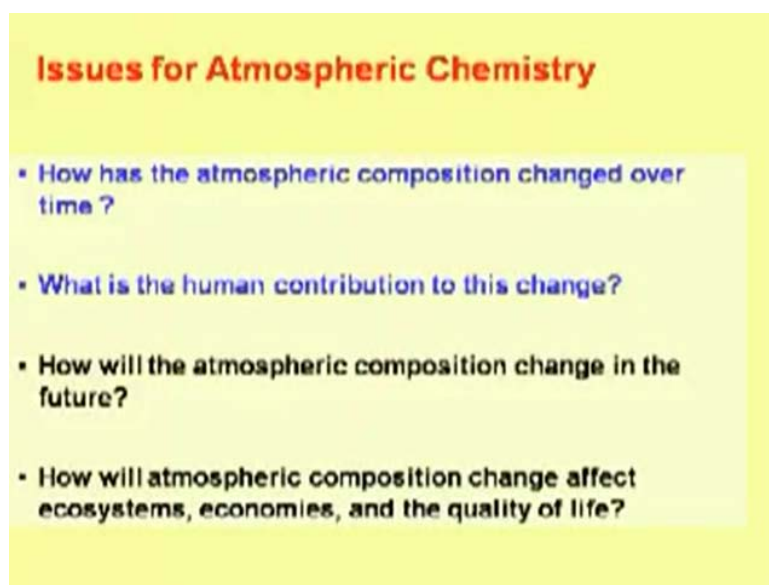 Issues for Atmospheric Chemistry
▪ How has the atmospheric composition changed over
time ?
▪ What is the human contribution to this change?
▪ How will the atmospheric composition change in the
future?
▪ How will atmospheric composition change affect
ecosystems, economies, and the quality of life?